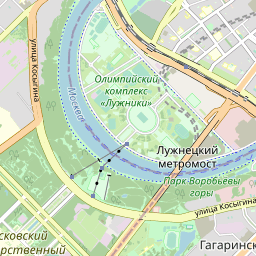 улица Косыгина
Москва
Олимпийский
комплекс
«Лужники»
Лужнецкий
метромост
Парк Воробьёвы
горы
улица Косыгина
Гагаринск
сковский
рственный